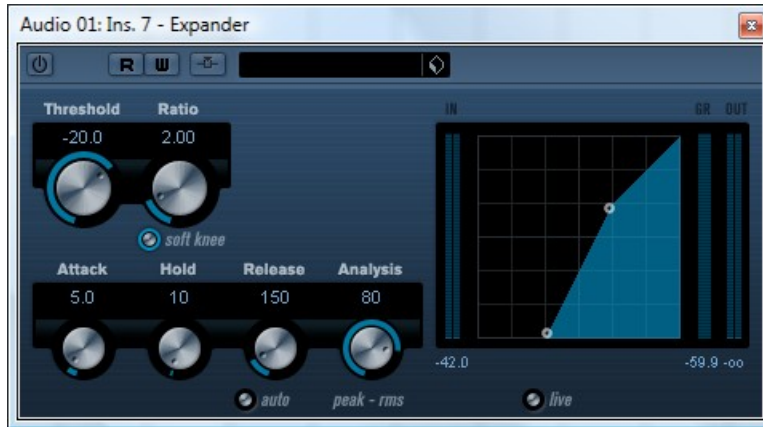 Audio 01: Ins. 7 - Expander
R W
IN GR OUT
Threshold Ratio
-20.0 2.00
soft knee
Attack Hold Release Analysis
5.0 10 150 80
-42.0 -59.9 -oo
auto peak - rms live